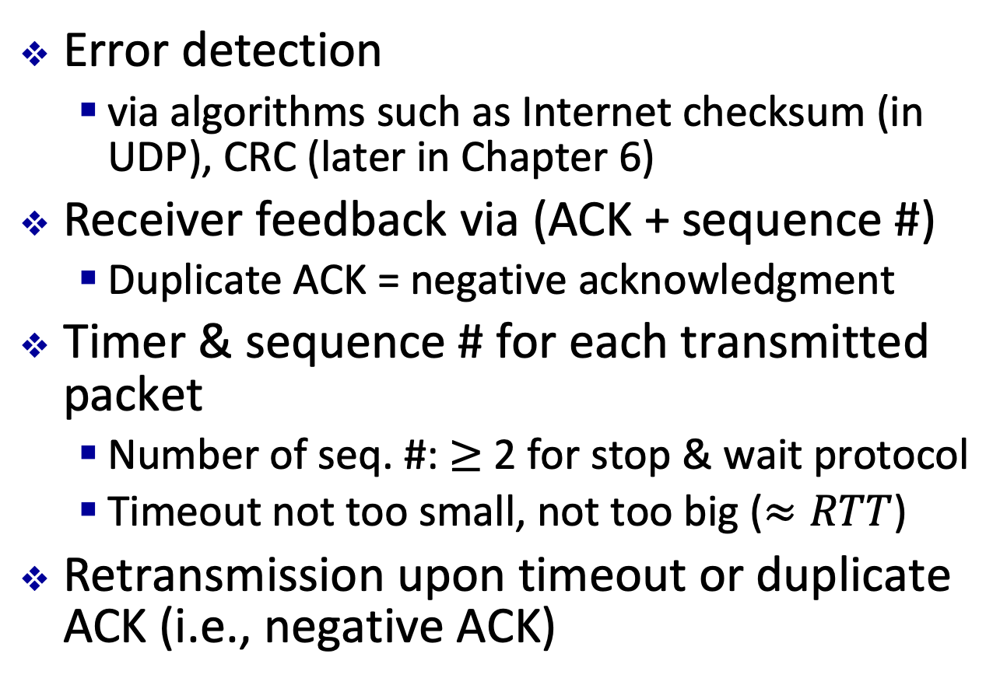 ❖ Error detection
▪ via algorithms such as Internet checksum (in
UDP), CRC (later in Chapter 6)
❖ Receiver feedback via (ACK + sequence #)
▪ Duplicate ACK = negative acknowledgment
❖ Timer & sequence # for each transmitted
packet
▪ Number of seq. #: ≥ 2 for stop & wait protocol
▪ Timeout not too small, not too big (≈ RTT)
❖ Retransmission upon timeout or duplicate
ACK (i.e., negative ACK)